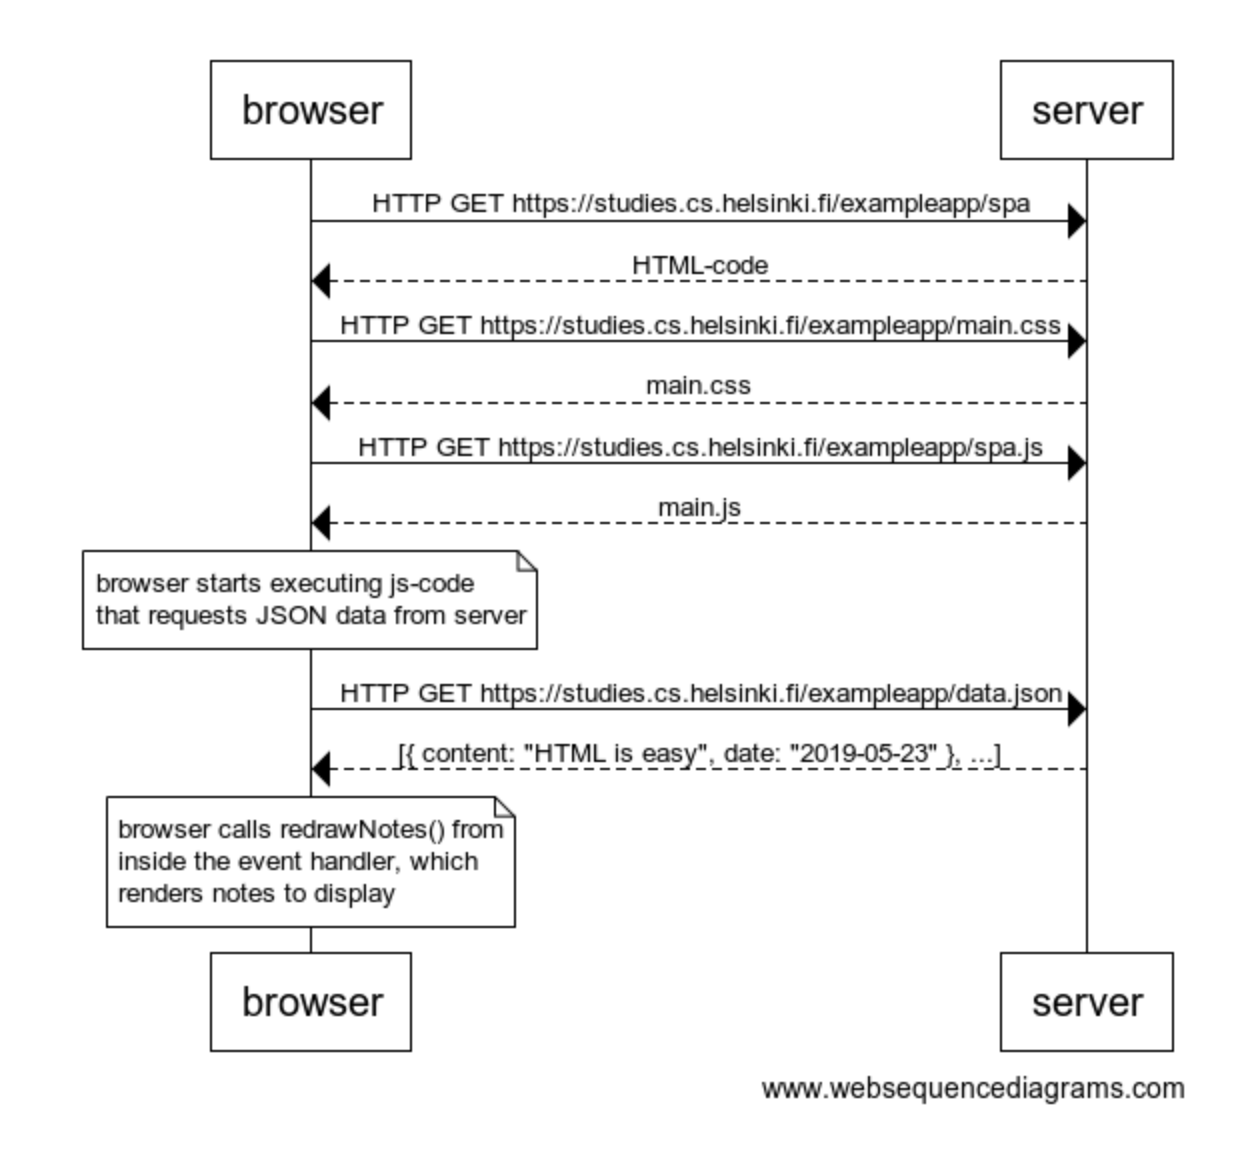 browser
server
HTTP GET https://studies.cs.helsinki.fi/exampleapp/spa
HTML-code
HTTP GET https://studies.cs.helsinki.fi/exampleapp/main.css
main.css
HTTP GET https://studies.cs.helsinki.fi/exampleapp/spa.js
main.js
browser starts executing js-code
that requests JSON data from server
HTTP GET https://studies.cs.helsinki.fi/exampleapp/data.json
[{ content: "HTML is easy", date: "2019-05-23" }, ...]
browser calls redrawNotes() from
inside the event handler, which
renders notes to display
browser
server
www.websequencediagrams.com